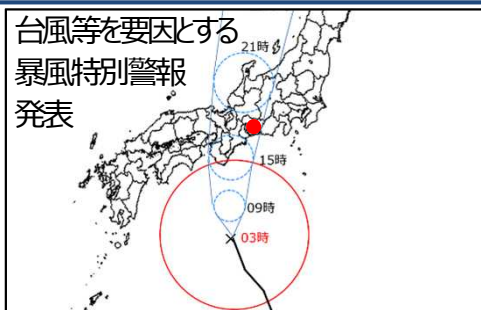 台風等を要因とする
暴風特別警報
発表
21時
15時
09時
03時